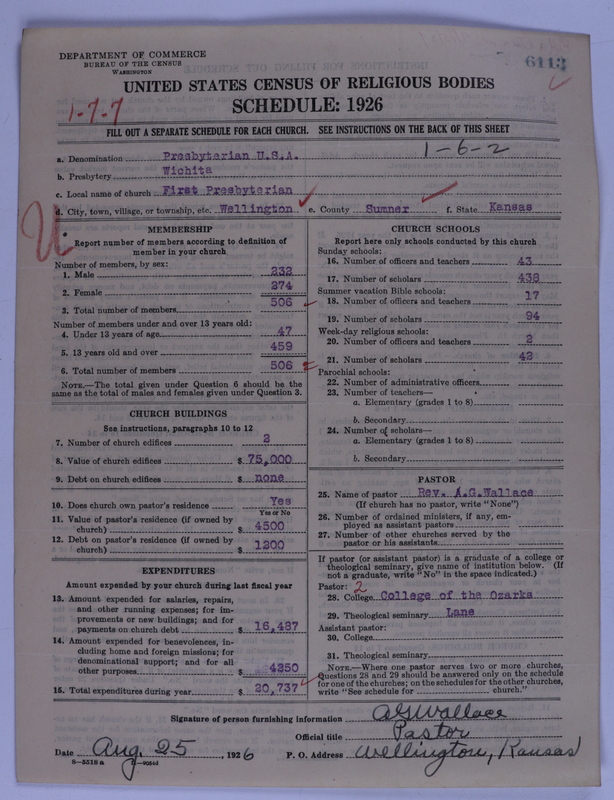 DEPARTMENT OF COMMERCE
BUREAU OF THE CENSUS
WASHINGTON
6113
UNITED STATES CENSUS OF RELIGIOUS BODIES
SCHEDULE: 1926
1-7-7
FILL OUT A SEPARATE SCHEDULE FOR EACH CHURCH. SEE INSTRUCTIONS ON THE BACK OF THIS SHEET
1-6-2
a. Denomination Presbyterian U.S.A.
b. Presbytery Wichita
c. Local name of church First Presbyterian
d. City, town, village, or township, etc. Wellington e. County Sumner f. State Kansas
U
MEMBERSHIP
Report number of members according to definition of member in your church
Number of members, by sex:
1. Male 232
2. Female 274
3. Total number of members 506
Number of members under and over 13 years old:
4. Under 13 years of age 47
5. 13 years old and over 459
6. Total number of members 506
NOTE.—The total given under Question 6 should be the same as the total of males and females given under Question 3.
CHURCH BUILDINGS
See instructions, paragraphs 10 to 12
7. Number of church edifices 2
8. Value of church edifices $ 75,000
9. Debt on church edifices $ none
10. Does church own pastor's residence Yes
Yes or No
11. Value of pastor's residence (if owned by church) $ 4500
12. Debt on pastor's residence (if owned by church) $ 1200
EXPENDITURES
Amount expended by your church during last fiscal year
13. Amount expended for salaries, repairs, and other running expenses; for improvements or new buildings; and for payments on church debt $ 16,487
14. Amount expended for benevolences, including home and foreign missions; for denominational support; and for all other purposes $ 4250
15. Total expenditures during year $ 20,737
CHURCH SCHOOLS
Report here only schools conducted by this church
Sunday schools:
16. Number of officers and teachers 43
17. Number of scholars 438
Summer vacation Bible schools:
18. Number of officers and teachers 17
19. Number of scholars 94
Week-day religious schools:
20. Number of officers and teachers 2
21. Number of scholars 42
Parochial schools:
22. Number of administrative officers
23. Number of teachers—
a. Elementary (grades 1 to 8)
b. Secondary
24. Number of scholars—
a. Elementary (grades 1 to 8)
b. Secondary
PASTOR
25. Name of pastor Rev. A.G.Wallace
(If church has no pastor, write "None")
26. Number of ordained ministers, if any, employed as assistant pastors
27. Number of other churches served by the pastor or his assistants
If pastor (or assistant pastor) is a graduate of a college or theological seminary, give name of institution below. (If not a graduate, write "No" in the space indicated.)
Pastor: 2
28. College College of the Ozarks
29. Theological seminary Lane
Assistant pastor:
30. College
31. Theological seminary
NOTE.—Where one pastor serves two or more churches, Questions 28 and 29 should be answered only on the schedule for one of the churches; on the schedules for the other churches, write "See schedule for church."
Signature of person furnishing information A G Wallace
Official title Pastor
Date Aug. 25, 1926 P. O. Address Wellington, Kansas
8—5518 a